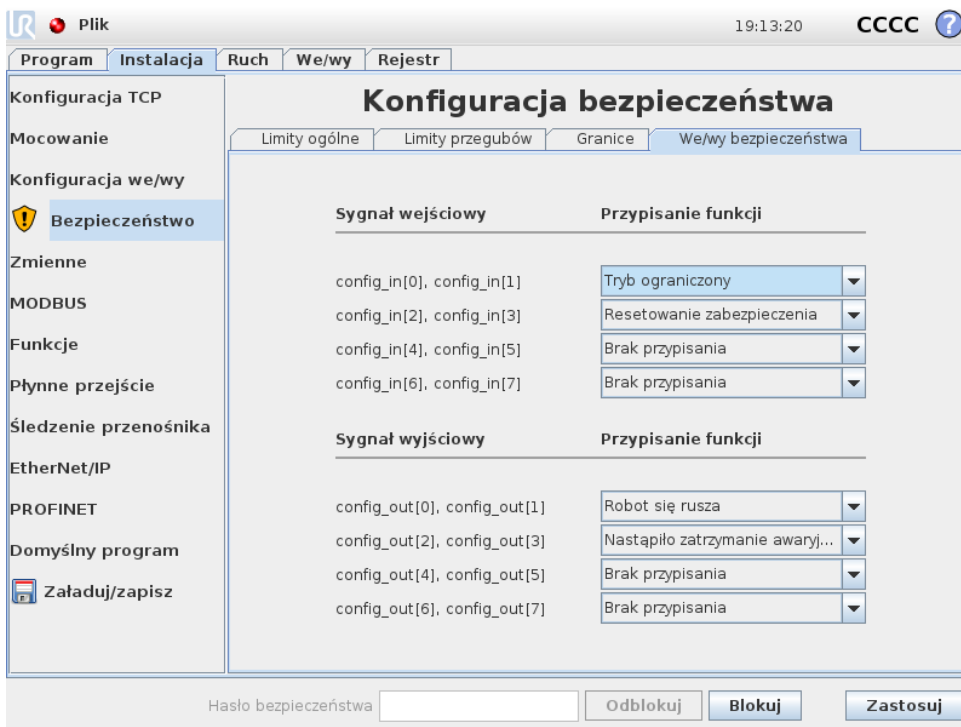 UR Plik 19:13:20 CCCC ?
Program Instalacja Ruch We/wy Rejestr
Konfiguracja TCP
Mocowanie
Konfiguracja we/wy
Bezpieczeństwo
Zmienne
MODBUS
Funkcje
Płynne przejście
Śledzenie przenośnika
EtherNet/IP
PROFINET
Domyślny program
Załaduj/zapisz
Konfiguracja bezpieczeństwa
Limity ogólne Limity przegubów Granice We/wy bezpieczeństwa
Sygnał wejściowy Przypisanie funkcji
config_in[0], config_in[1] Tryb ograniczony
config_in[2], config_in[3] Resetowanie zabezpieczenia
config_in[4], config_in[5] Brak przypisania
config_in[6], config_in[7] Brak przypisania
Sygnał wyjściowy Przypisanie funkcji
config_out[0], config_out[1] Robot się rusza
config_out[2], config_out[3] Nastąpiło zatrzymanie awaryj...
config_out[4], config_out[5] Brak przypisania
config_out[6], config_out[7] Brak przypisania
Hasło bezpieczeństwa Odblokuj Blokuj Zastosuj